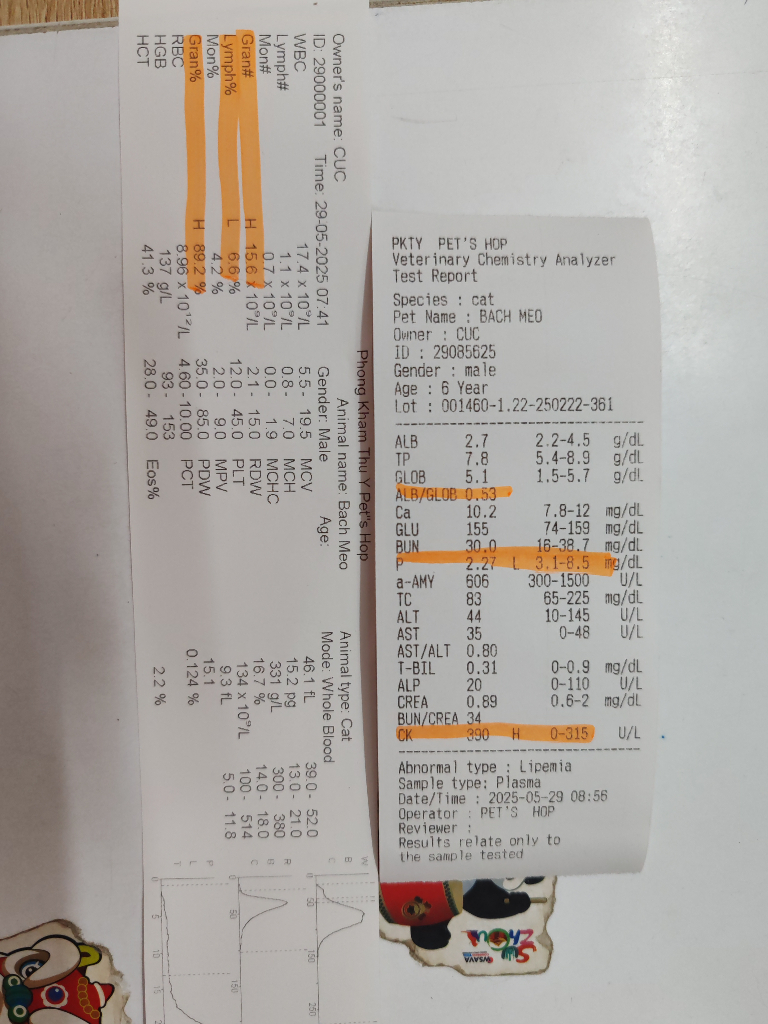 Phong Kham Thu Y Pet's Hop
Owner's name: CUC Animal name: Bach Meo Animal type: Cat
ID: 29000001 Time: 29-05-2025 07:41 Gender: Male Age: Mode: Whole Blood
WBC 17.4 x 10^9/L 5.5 - 19.5 MCV 46.1 fL 39.0 - 52.0
Lymph# 1.1 x 10^9/L 0.8 - 7.0 MCH 15.2 pg 13.0 - 21.0
Mon# 0.7 x 10^9/L 0.0 - 1.9 MCHC 331 g/L 300 - 380
Gran# H 15.6 x 10^9/L 2.1 - 15.0 RDW 16.7 % 14.0 - 18.0
Lymph% L 6.6 % 12.0 - 45.0 PLT 134 x 10^9/L 100 - 514
Mon% 4.2 % 2.0 - 9.0 MPV 9.3 fL 5.0 - 11.8
Gran% H 89.2 % 35.0 - 85.0 PDW 15.1
RBC 8.96 x 10^12/L 4.60 - 10.00 PCT 0.124 %
HGB 137 g/L 93 - 153
HCT 41.3 % 28.0 - 49.0 Eos% 2.2 %
WBC
50 150 250
RBC
50 150
PLT
0 5 10 15
PKTY PET'S HOP
Veterinary Chemistry Analyzer
Test Report
Species : cat
Pet Name : BACH MEO
Owner : CUC
ID : 29085625
Gender : male
Age : 6 Year
Lot : 001460-1.22-250222-361
ALB 2.7 2.2-4.5 g/dL
TP 7.8 5.4-8.9 g/dL
GLOB 5.1 1.5-5.7 g/dL
ALB/GLOB 0.53
Ca 10.2 7.8-12 mg/dL
GLU 155 74-159 mg/dL
BUN 30.0 16-38.7 mg/dL
P 2.27 L 3.1-8.5 mg/dL
a-AMY 606 300-1500 U/L
TC 83 65-225 mg/dL
ALT 44 10-145 U/L
AST 35 0-48 U/L
AST/ALT 0.80
T-BIL 0.31 0-0.9 mg/dL
ALP 20 0-110 U/L
CREA 0.89 0.6-2 mg/dL
BUN/CREA 34
CK 390 H 0-315 U/L
Abnormal type : Lipemia
Sample type: Plasma
Date/Time : 2025-05-29 08:56
Operator : PET'S HOP
Reviewer :
Results relate only to
the sample tested
SuZhou
WSAVA